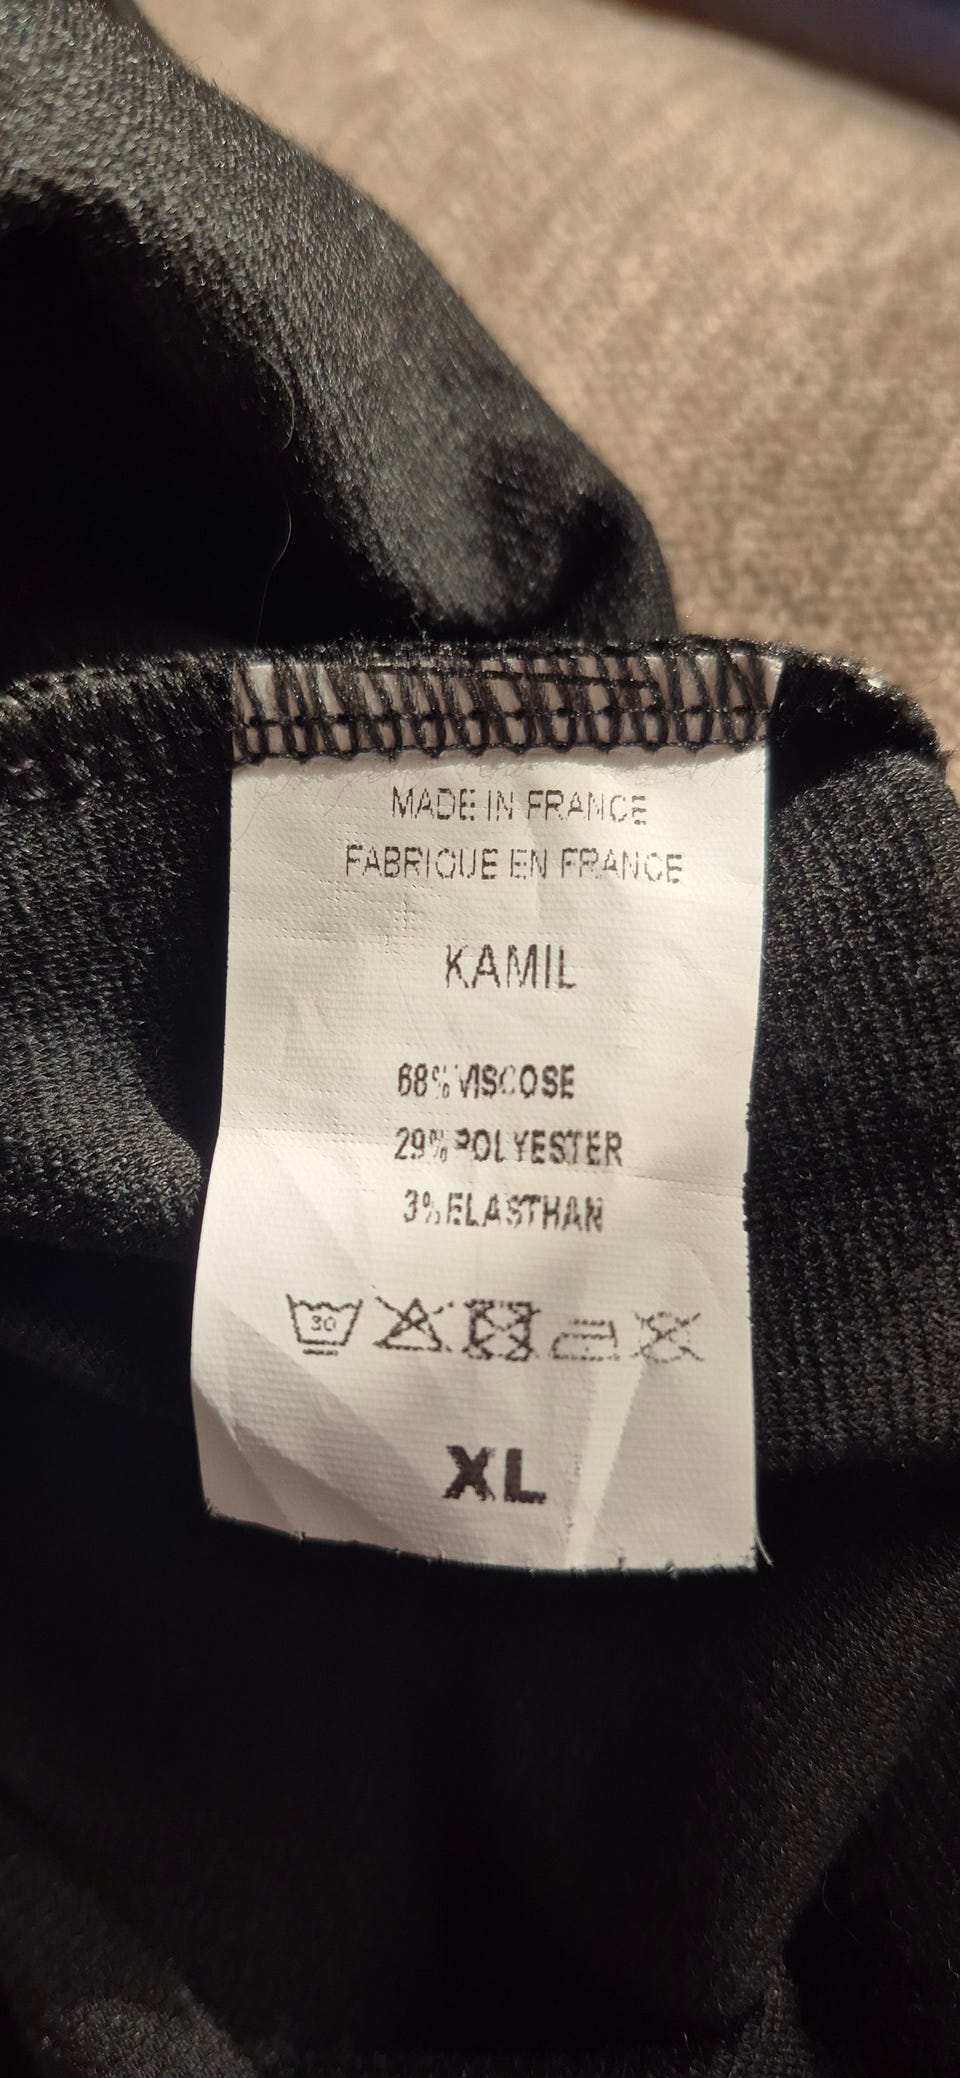 MADE IN FRANCE
FABRIQUE EN FRANCE
KAMIL
68% VISCOSE
29% POLYESTER
3% ELASTHAN
30
XL